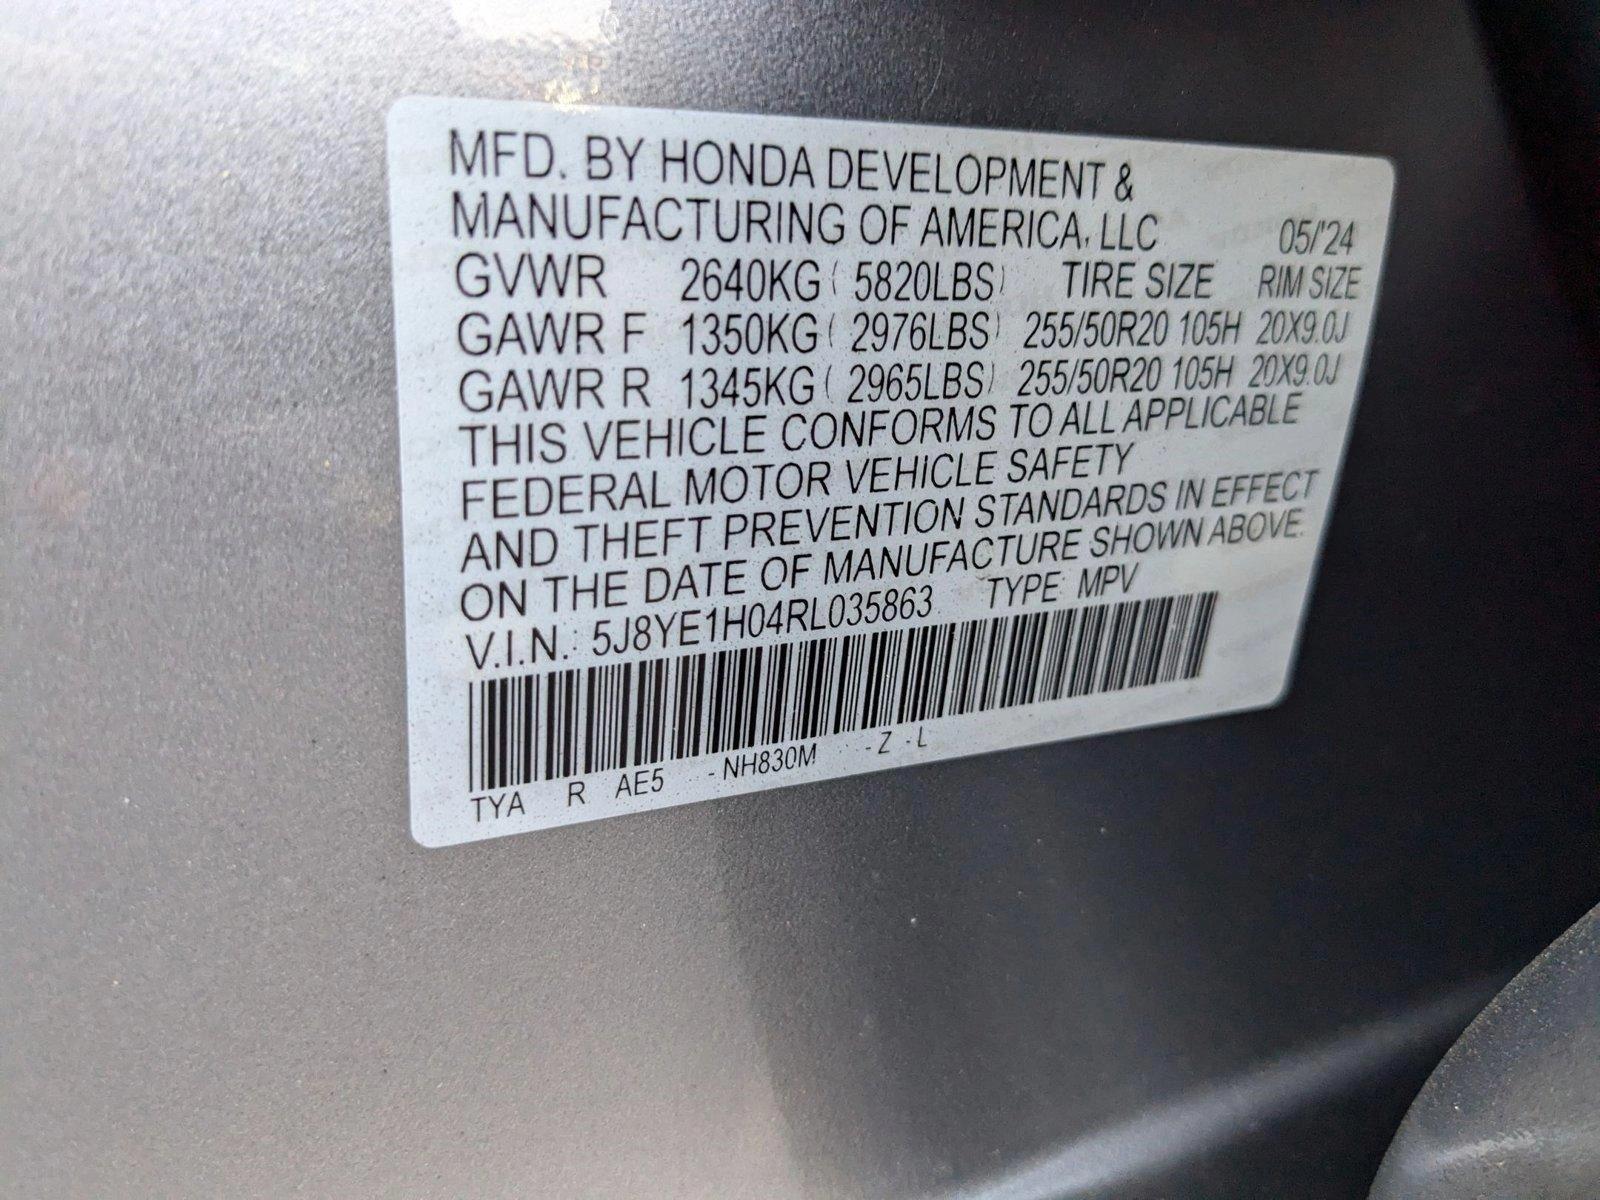 MFD. BY HONDA DEVELOPMENT &
MANUFACTURING OF AMERICA, LLC 05/'24
GVWR 2640KG ( 5820LBS) TIRE SIZE RIM SIZE
GAWR F 1350KG ( 2976LBS) 255/50R20 105H 20X9.0J
GAWR R 1345KG ( 2965LBS) 255/50R20 105H 20X9.0J
THIS VEHICLE CONFORMS TO ALL APPLICABLE
FEDERAL MOTOR VEHICLE SAFETY
AND THEFT PREVENTION STANDARDS IN EFFECT
ON THE DATE OF MANUFACTURE SHOWN ABOVE.
V.I.N.: 5J8YE1H04RL035863 TYPE: MPV
TYA R AE5 -NH830M -Z -L